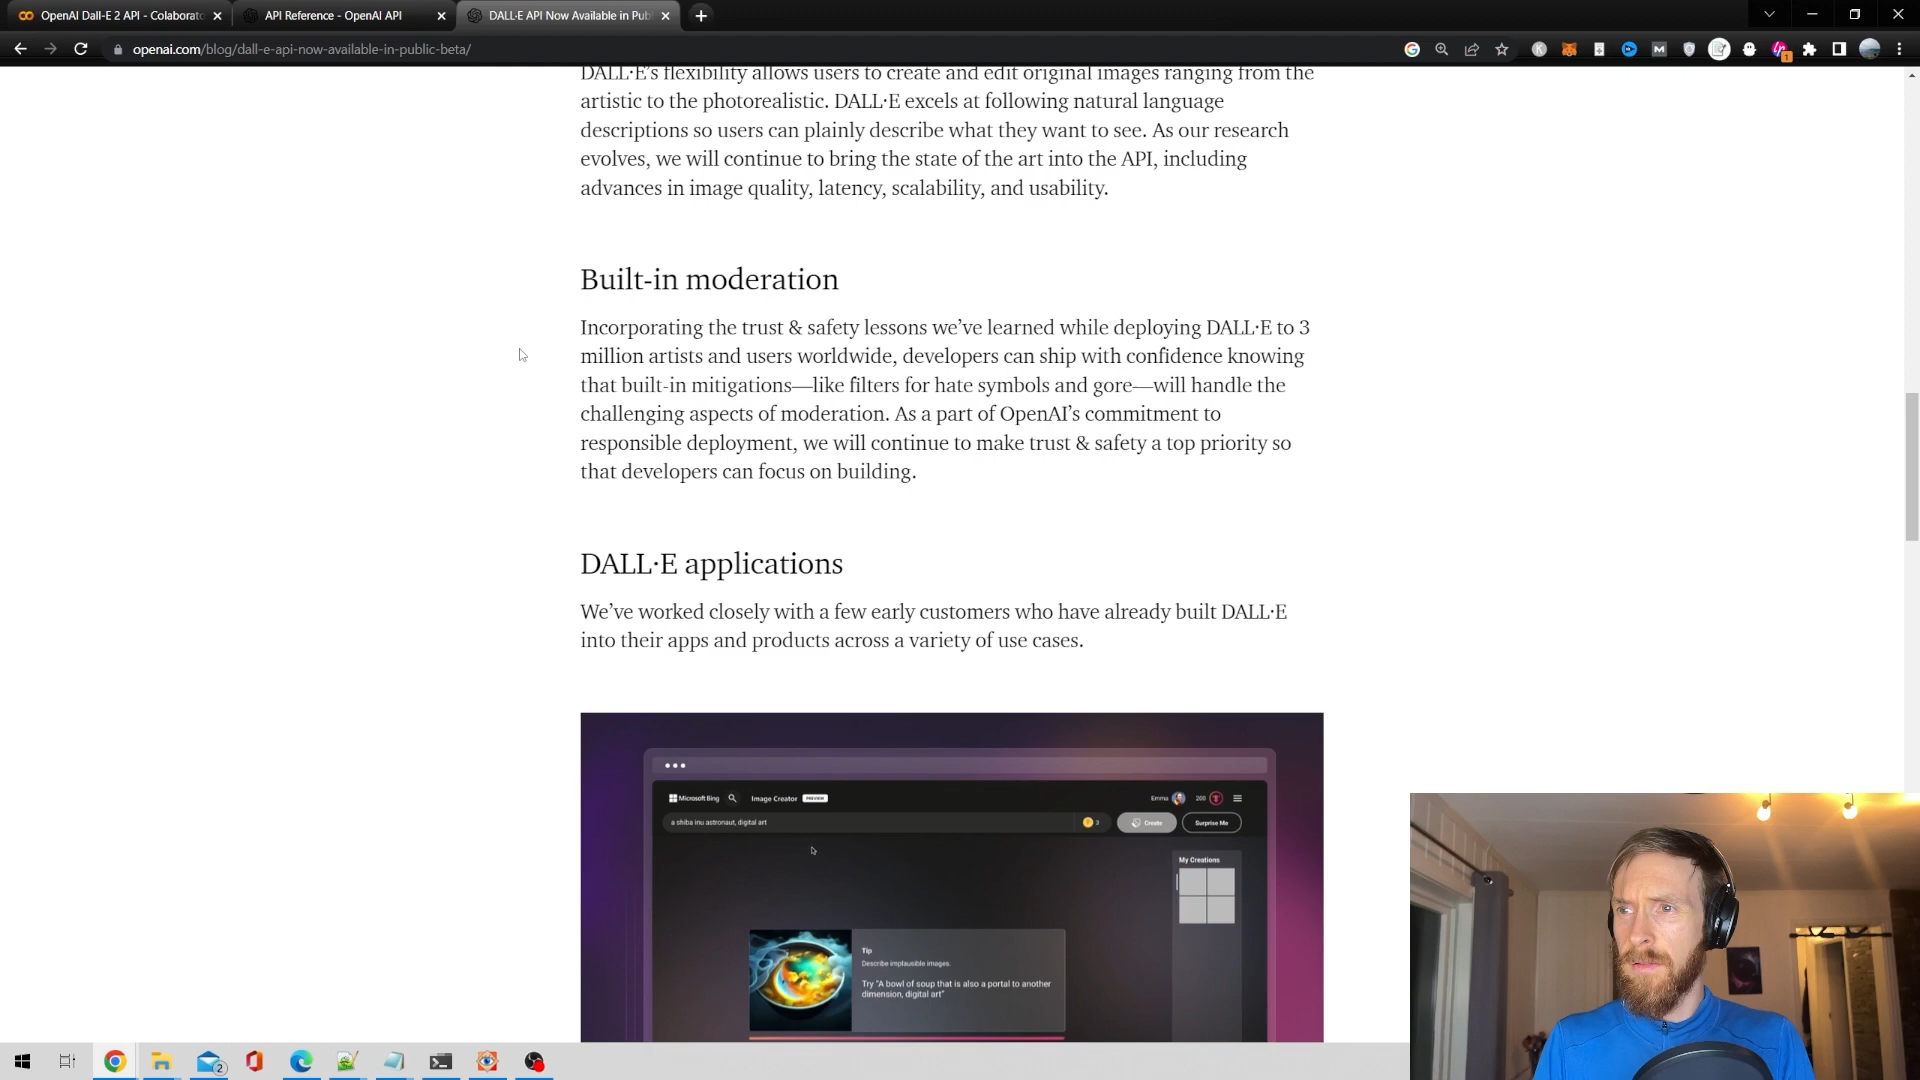 OpenAI Dall-E 2 API - Colaborato
API Reference - OpenAI API
DALL·E API Now Available in Pub
openai.com/blog/dall-e-api-now-available-in-public-beta/
DALL·E's flexibility allows users to create and edit original images ranging from the
artistic to the photorealistic. DALL·E excels at following natural language
descriptions so users can plainly describe what they want to see. As our research
evolves, we will continue to bring the state of the art into the API, including
advances in image quality, latency, scalability, and usability.
Built-in moderation
Incorporating the trust & safety lessons we've learned while deploying DALL·E to 3
million artists and users worldwide, developers can ship with confidence knowing
that built-in mitigations—like filters for hate symbols and gore—will handle the
challenging aspects of moderation. As a part of OpenAI's commitment to
responsible deployment, we will continue to make trust & safety a top priority so
that developers can focus on building.
DALL·E applications
We've worked closely with a few early customers who have already built DALL·E
into their apps and products across a variety of use cases.
Microsoft Bing
Image Creator
PREVIEW
Emma
200
a shiba inu astronaut, digital art
3
Create
Surprise Me
My Creations
Tip
Describe implausible images.
Try "A bowl of soup that is also a portal to another
dimension, digital art"
2
1